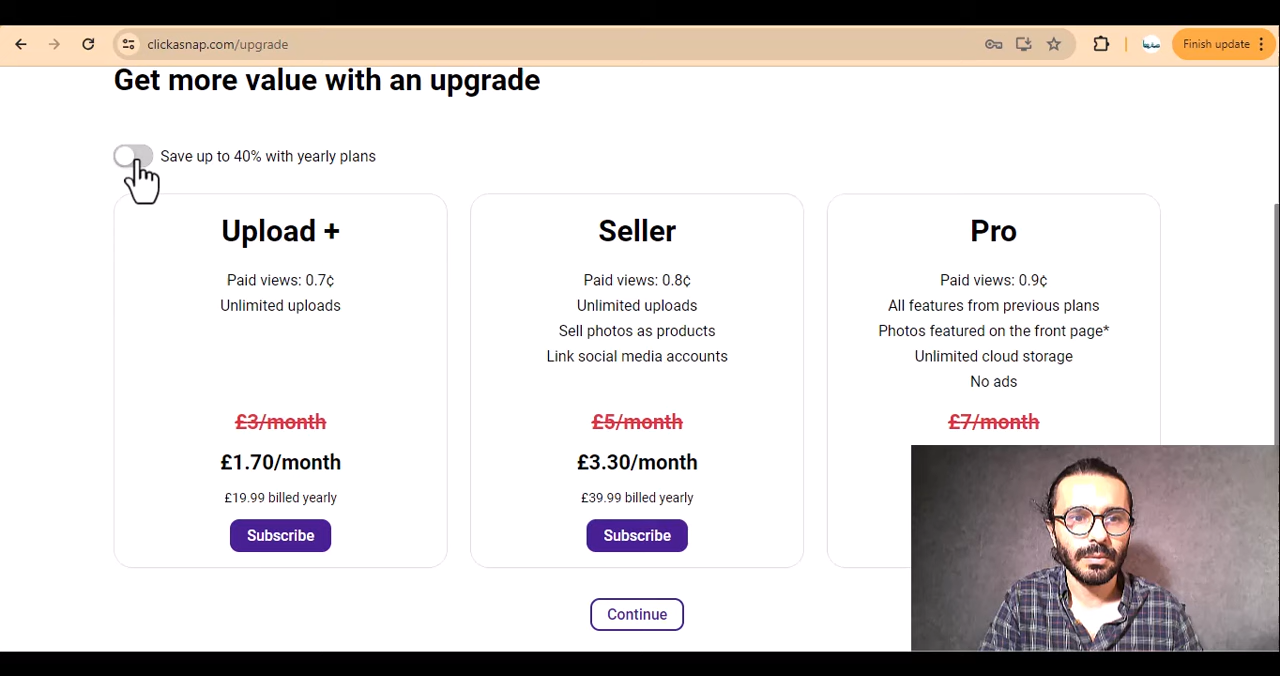 clickasnap.com/upgrade
Finish update
Get more value with an upgrade
Save up to 40% with yearly plans
Upload +
Paid views: 0.7¢
Unlimited uploads
£3/month
£1.70/month
£19.99 billed yearly
Subscribe
Seller
Paid views: 0.8¢
Unlimited uploads
Sell photos as products
Link social media accounts
£5/month
£3.30/month
£39.99 billed yearly
Subscribe
Pro
Paid views: 0.9¢
All features from previous plans
Photos featured on the front page*
Unlimited cloud storage
No ads
£7/month
Continue